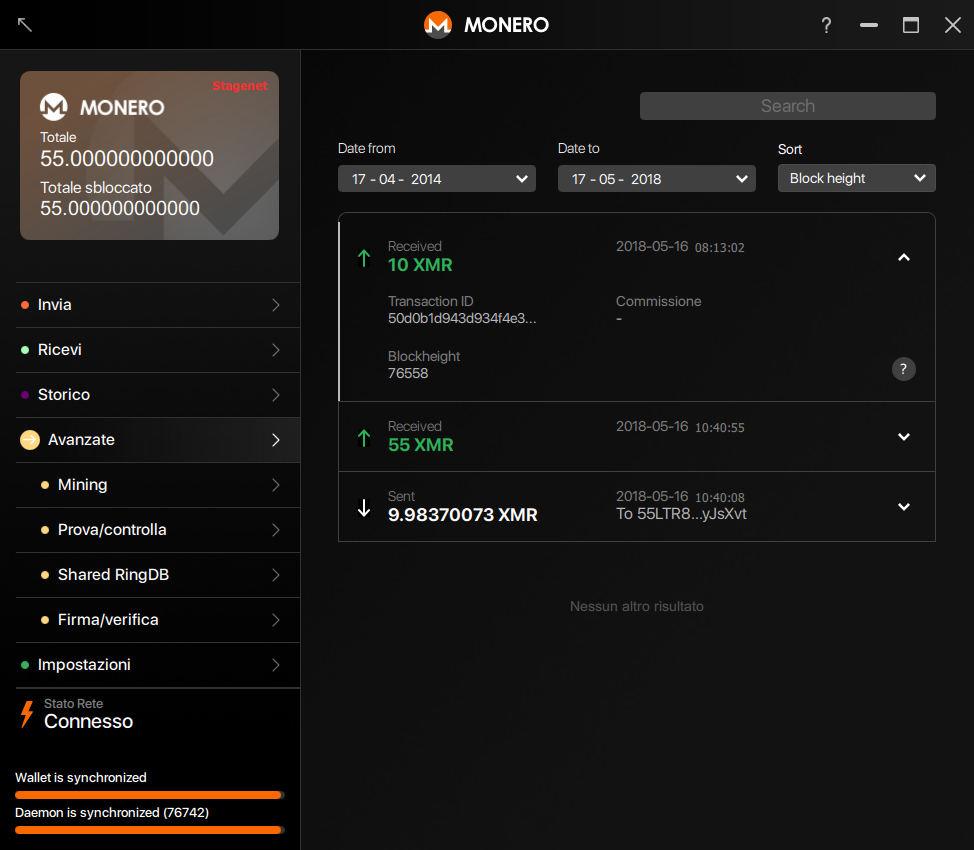 MONERO
?
Stagenet
MONERO
Totale
55.000000000000
Totale sbloccato
55.000000000000
Invia
Ricevi
Storico
Avanzate
Mining
Prova/controlla
Shared RingDB
Firma/verifica
Impostazioni
Stato Rete
Connesso
Wallet is synchronized
Daemon is synchronized (76742)
Search
Date from
17 - 04 - 2014
Date to
17 - 05 - 2018
Sort
Block height
Received
10 XMR
2018-05-16 08:13:02
Transaction ID
50d0b1d943d934f4e3...
Commissione
-
Blockheight
76558
?
Received
55 XMR
2018-05-16 10:40:55
Sent
9.98370073 XMR
2018-05-16 10:40:08
To 55LTR8...yJsXvt
Nessun altro risultato